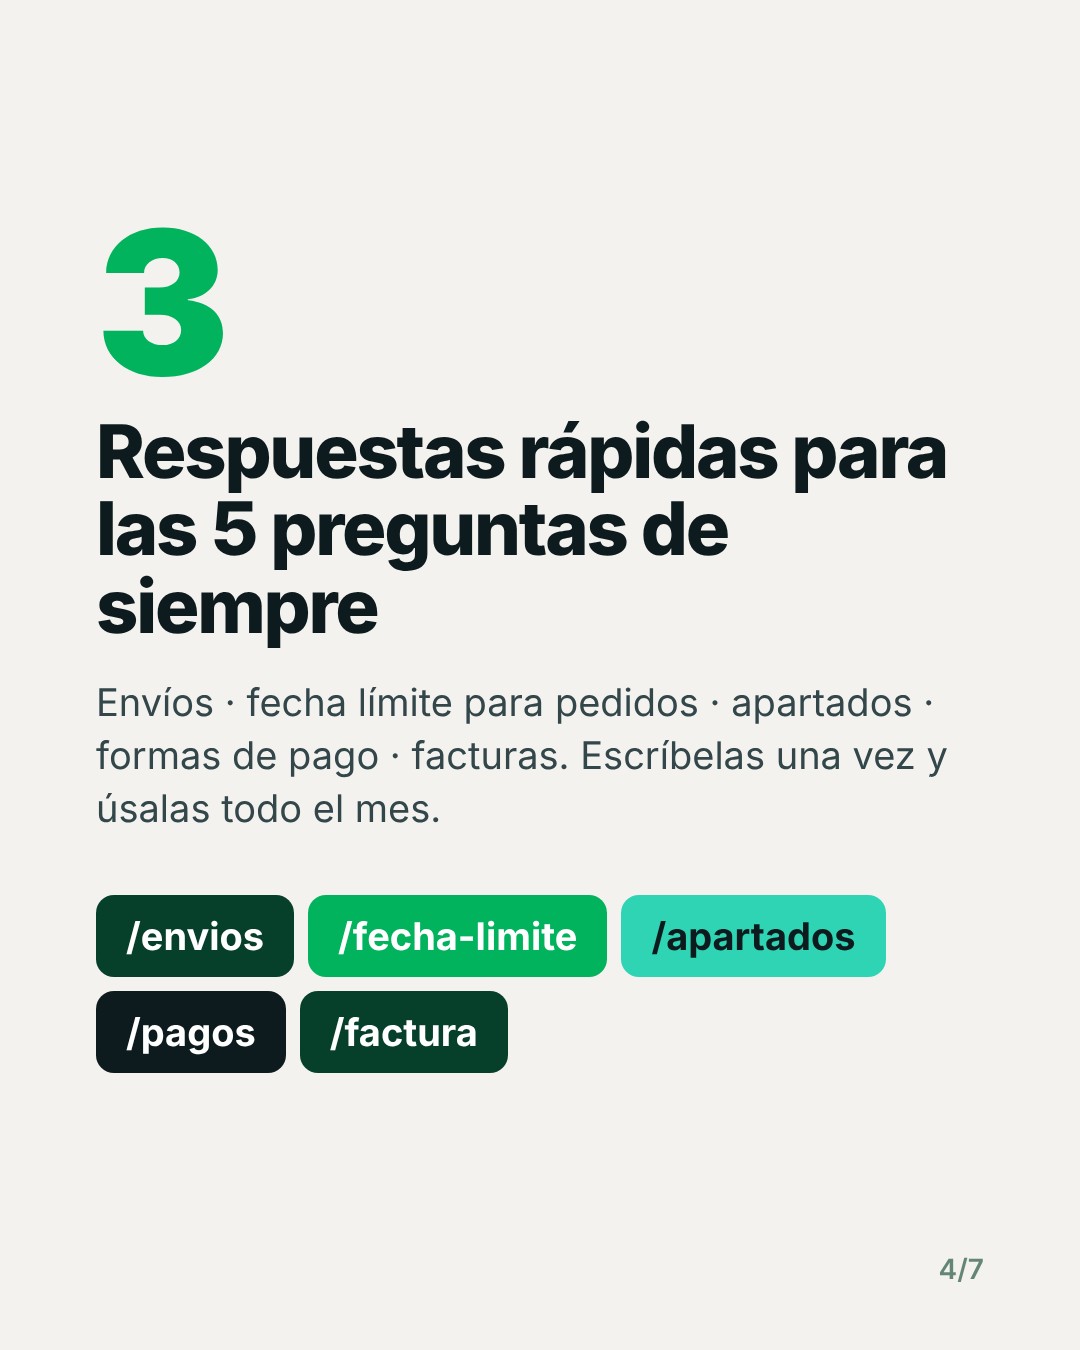 3
Respuestas rápidas para
las 5 preguntas de
siempre
Envíos · fecha límite para pedidos · apartados ·
formas de pago · facturas. Escríbelas una vez y
úsalas todo el mes.
/envios /fecha-limite /apartados
/pagos /factura
4/7